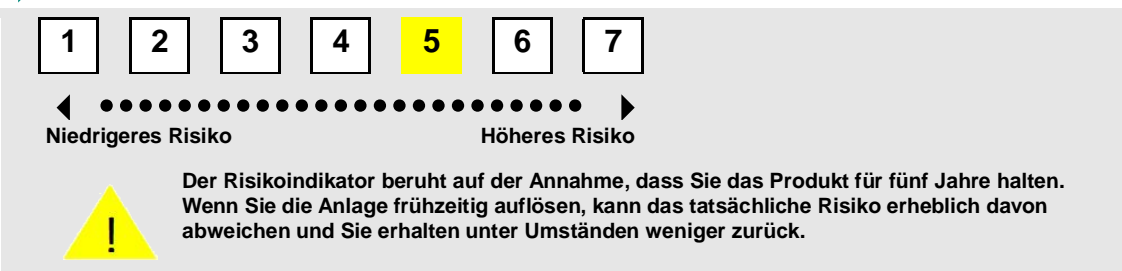 1 2 3 4 5 6 7
Niedrigeres Risiko Höheres Risiko
Der Risikoindikator beruht auf der Annahme, dass Sie das Produkt für fünf Jahre halten.
Wenn Sie die Anlage frühzeitig auflösen, kann das tatsächliche Risiko erheblich davon
abweichen und Sie erhalten unter Umständen weniger zurück.
!